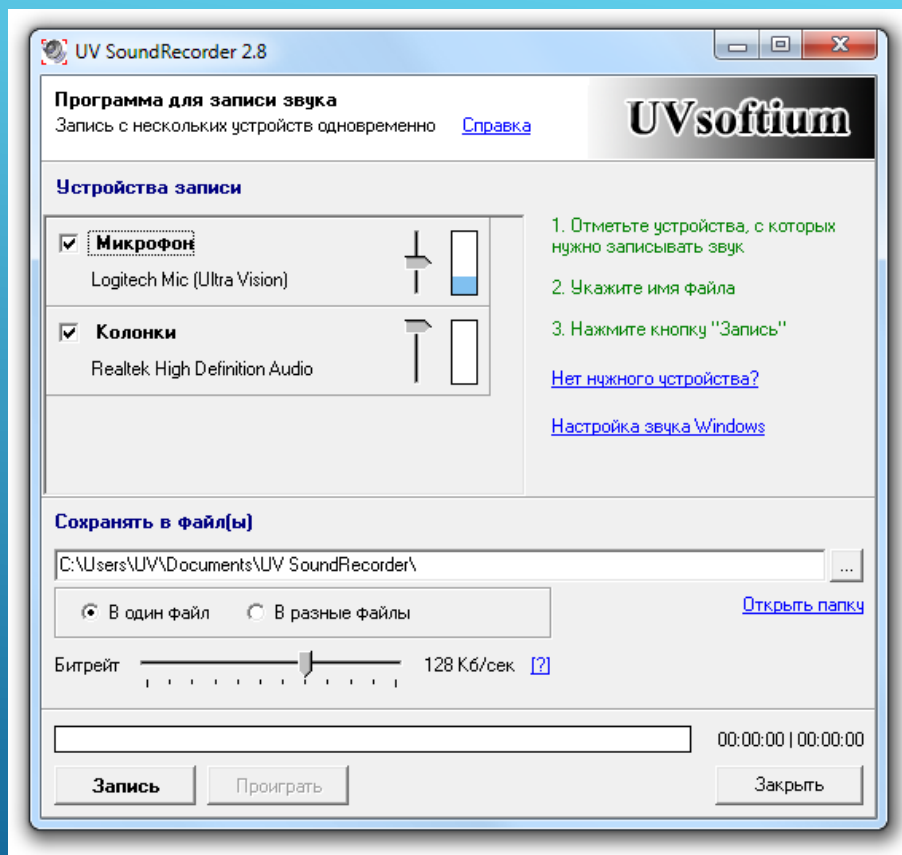 UV SoundRecorder 2.8
Программа для записи звука
Запись с нескольких устройств одновременно Справка
UVsoftium
Устройства записи
Микрофон
Logitech Mic (Ultra Vision)
Колонки
Realtek High Definition Audio
1. Отметьте устройства, с которых
нужно записывать звук
2. Укажите имя файла
3. Нажмите кнопку "Запись"
Нет нужного устройства?
Настройка звука Windows
Сохранять в файл(ы)
C:\Users\UV\Documents\UV SoundRecorder\ ...
В один файл В разные файлы
Открыть папку
Битрейт 128 Кб/сек [?]
00:00:00 | 00:00:00
Запись Проиграть Закрыть